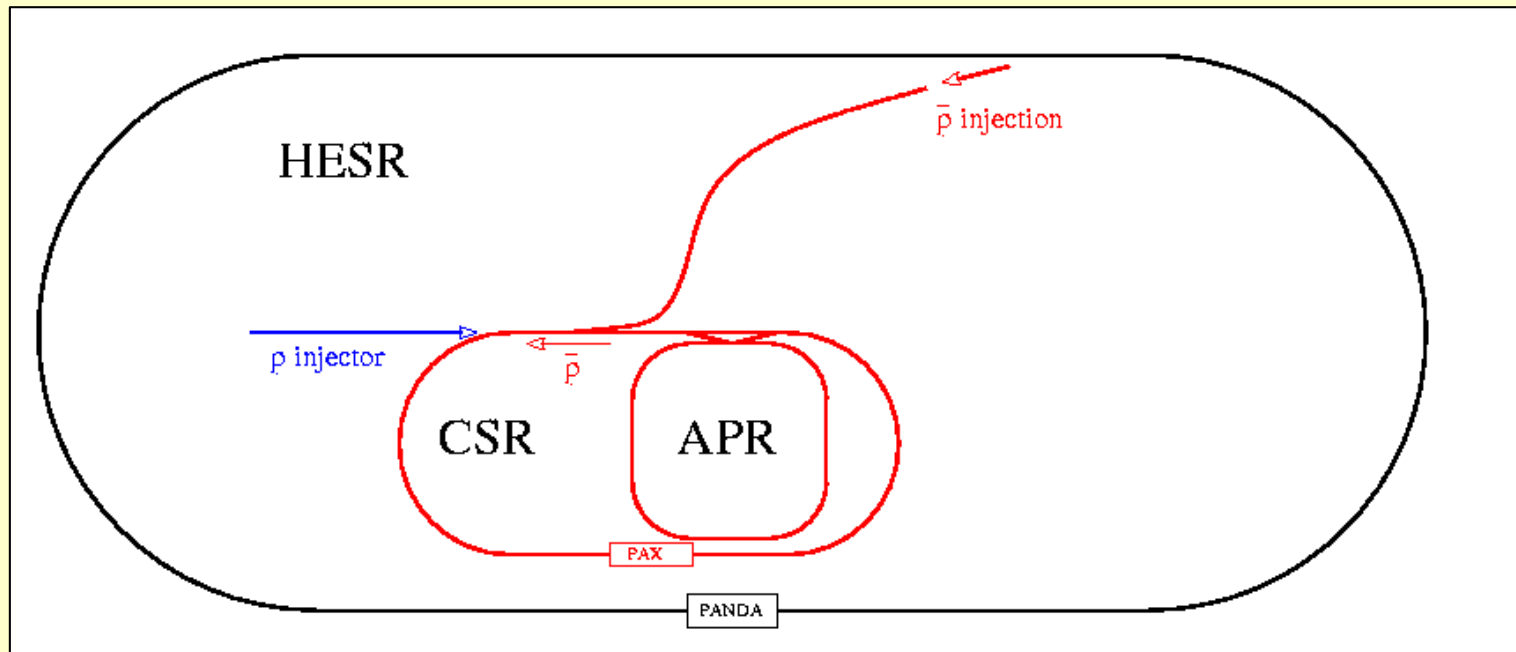 p̄ injection
HESR
p injector
p̄
CSR
APR
PAX
PANDA